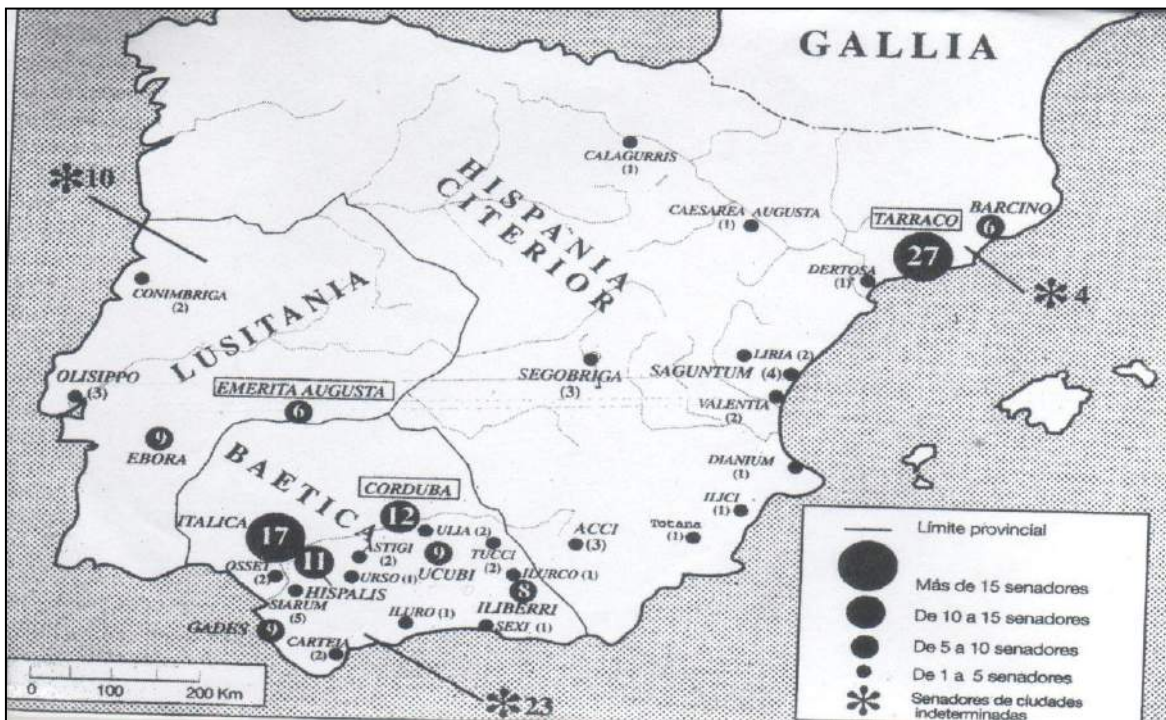 GALLIA
HISPANIA
CITERIOR
CALAGURRIS
(1)
CAESAREA AUGUSTA
(1)
TARRACO
27
BARCINO
6
DERTOSA
(1)
✻ 4
✻ 10
CONIMBRIGA
(2)
LUSITANIA
OLISIPPO
(3)
EMERITA AUGUSTA
6
9
EBORA
SEGOBRIGA
(3)
LIRIA (2)
SAGUNTUM (4)
VALENTIA
(2)
DIANIUM
(1)
ILICI
(1)
Totana
(1)
ACCI
(3)
BAETICA
CORDUBA
12
ITALICA
17
11
HISPALIS
OSSET
(2)
SIARUM
(5)
ASTIGI
(2)
URSO (1)
ULIA (2)
9
UCUBI
TUCCI
(2)
ILURCO (1)
8
ILIBERRI
SEXI (1)
ILURO (1)
GADES
9
CARTEIA
(2)
✻ 23
0 100 200 Km
Límite provincial
Más de 15 senadores
De 10 a 15 senadores
De 5 a 10 senadores
De 1 a 5 senadores
✻ Senadores de ciudades
indeterminadas